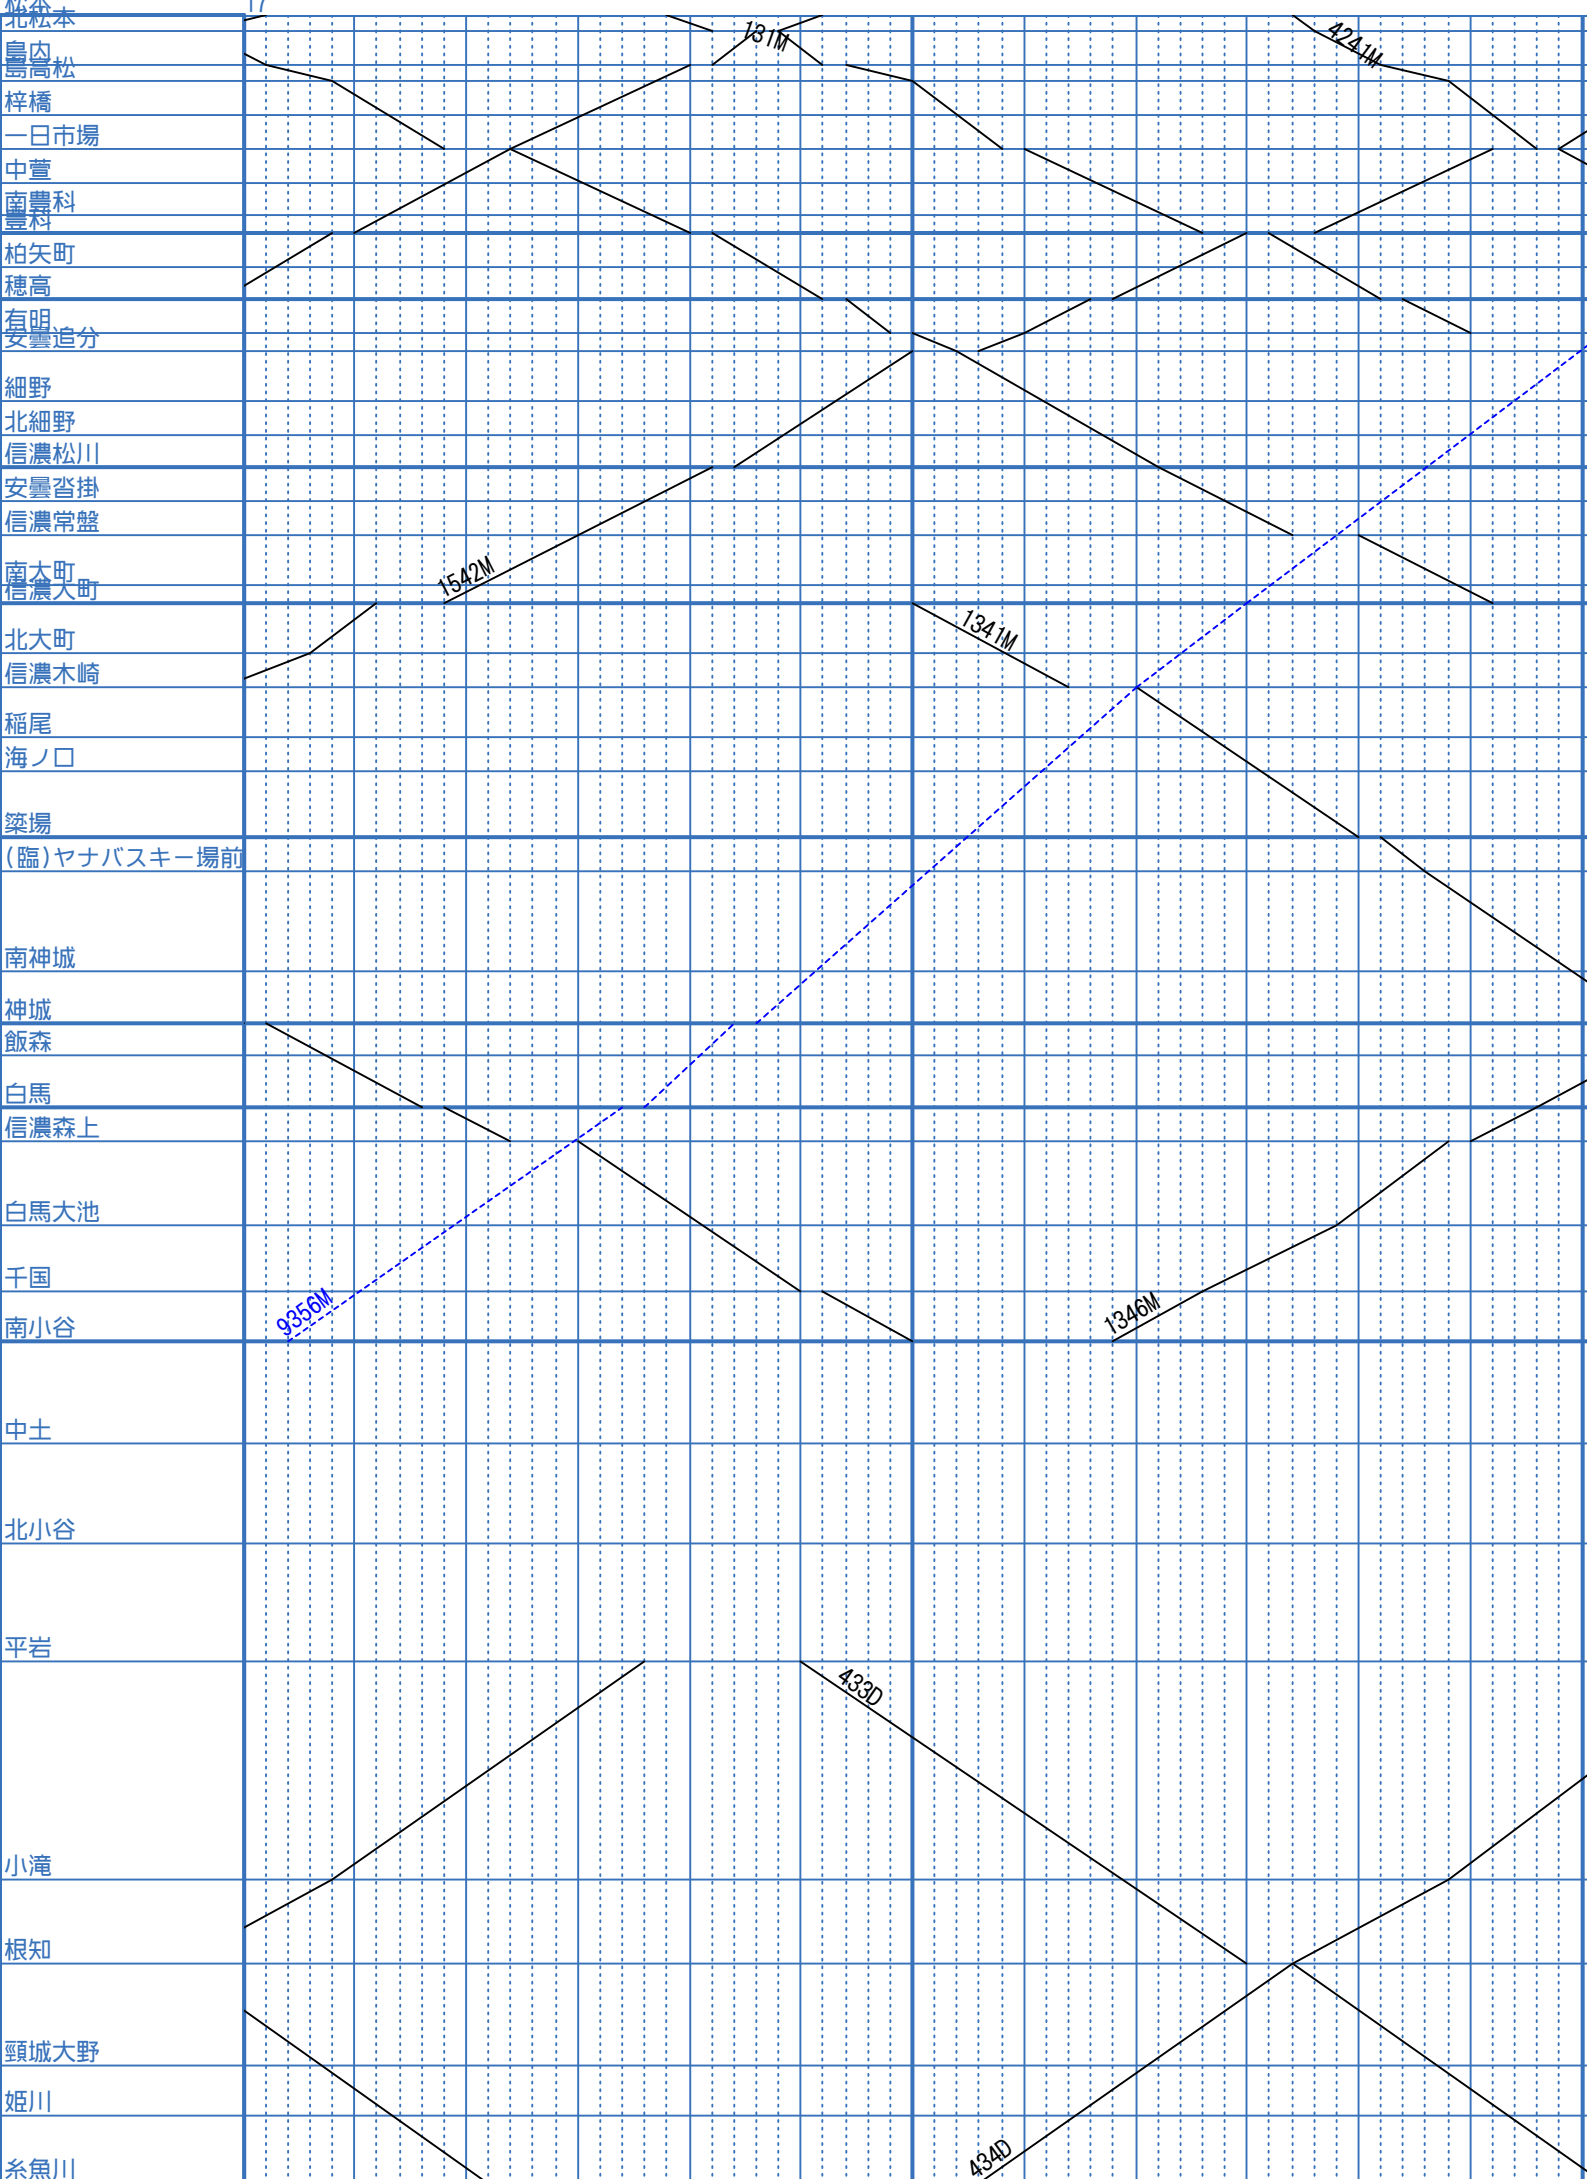 松本
17
北松本
島内
島高松
梓橋
一日市場
中萱
南豊科
豊科
柏矢町
穂高
有明
安曇追分
細野
北細野
信濃松川
安曇沓掛
信濃常盤
南大町
信濃大町
北大町
信濃木崎
稲尾
海ノ口
簗場
(臨)ヤナバスキー場前
南神城
神城
飯森
白馬
信濃森上
白馬大池
千国
南小谷
中土
北小谷
平岩
小滝
根知
頸城大野
姫川
糸魚川
131M
4241M
1542M
1341M
9356M
1346M
433D
434D